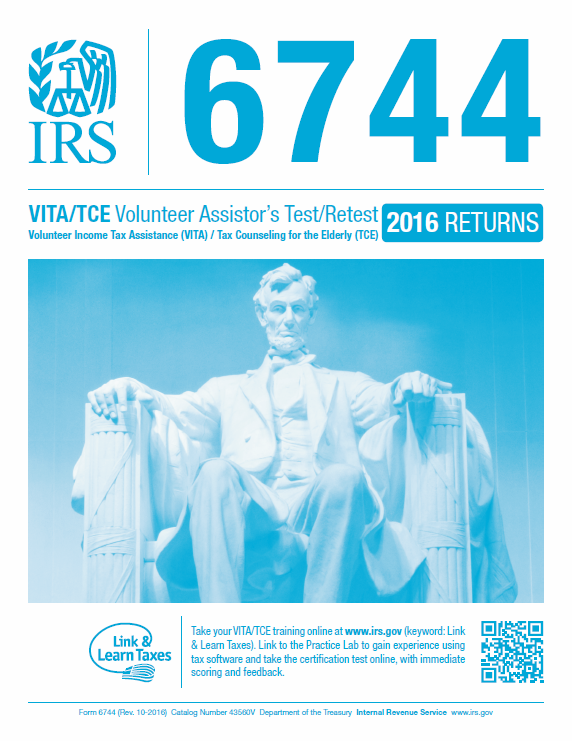 IRS
6744
VITA/TCE Volunteer Assistor's Test/Retest
2016 RETURNS
Volunteer Income Tax Assistance (VITA) / Tax Counseling for the Elderly (TCE)
Link &
Learn Taxes
Take your VITA/TCE training online at www.irs.gov (keyword: Link
& Learn Taxes). Link to the Practice Lab to gain experience using
tax software and take the certification test online, with immediate
scoring and feedback.
Form 6744 (Rev. 10-2016) Catalog Number 43560V Department of the Treasury Internal Revenue Service www.irs.gov